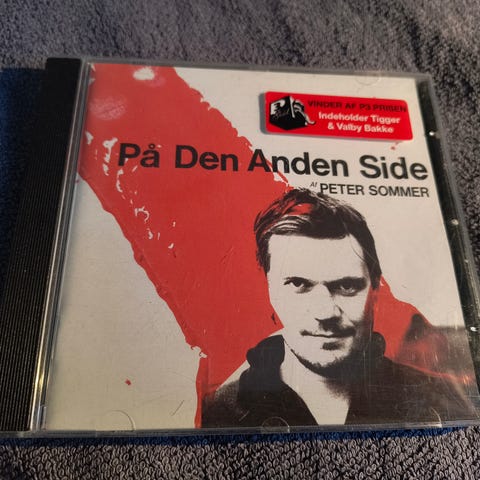 VINDER AF P3 PRISEN
Indeholder Tigger
& Valby Bakke
På Den Anden Side
Af PETER SOMMER